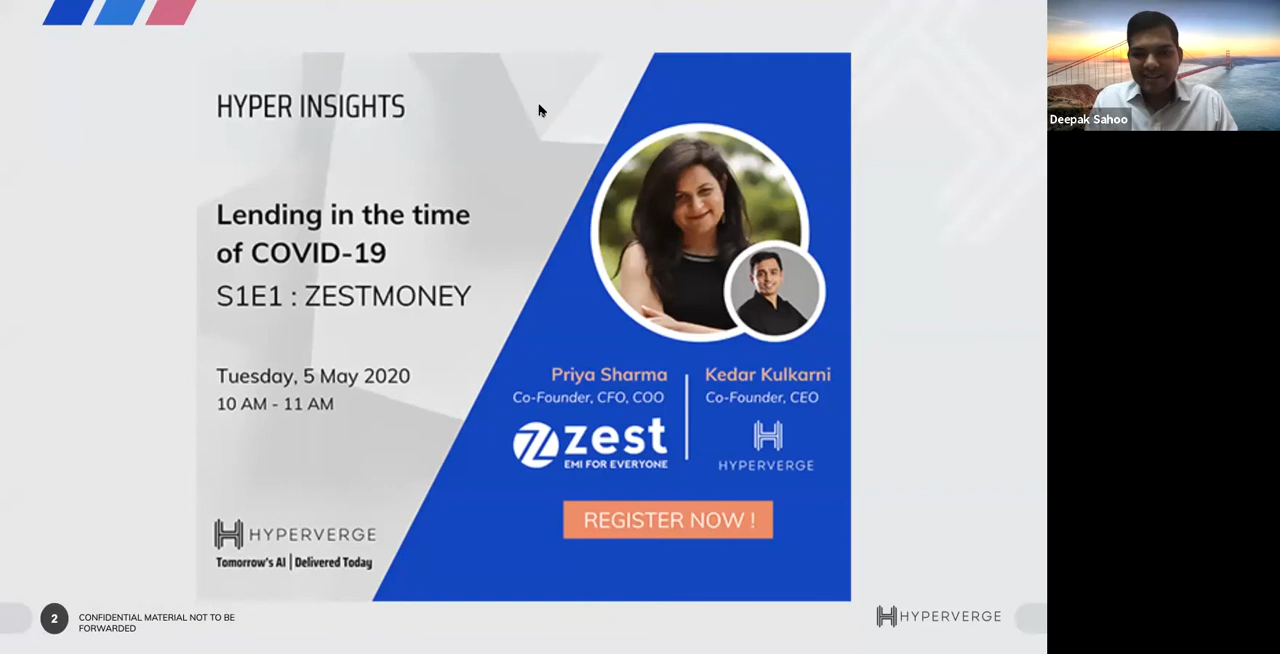 HYPER INSIGHTS
Lending in the time
of COVID-19
S1E1 : ZESTMONEY
Tuesday, 5 May 2020
10 AM - 11 AM
HYPERVERGE
Tomorrow's AI | Delivered Today
Priya Sharma
Co-Founder, CFO, COO
zest
EMI FOR EVERYONE
Kedar Kulkarni
Co-Founder, CEO
HYPERVERGE
REGISTER NOW !
2
CONFIDENTIAL MATERIAL NOT TO BE
FORWARDED
HYPERVERGE
Deepak Sahoo